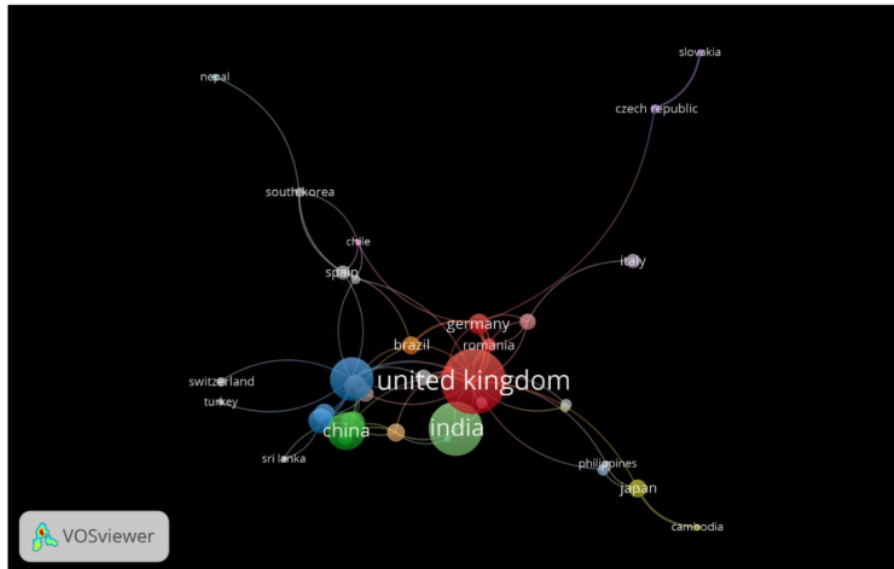 slovakia
nepal
czech republic
south korea
chile
italy
spain
germany
brazil
romania
united kingdom
switzerland
turkey
india
china
sri lanka
philippines
japan
cambodia
VOSviewer